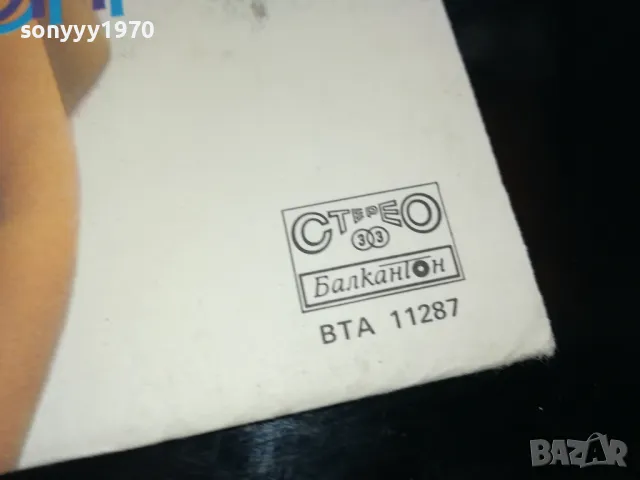 sonyyy1970
СТЕРЕО
33
Балкантон
ВТА 11287
BAZAR